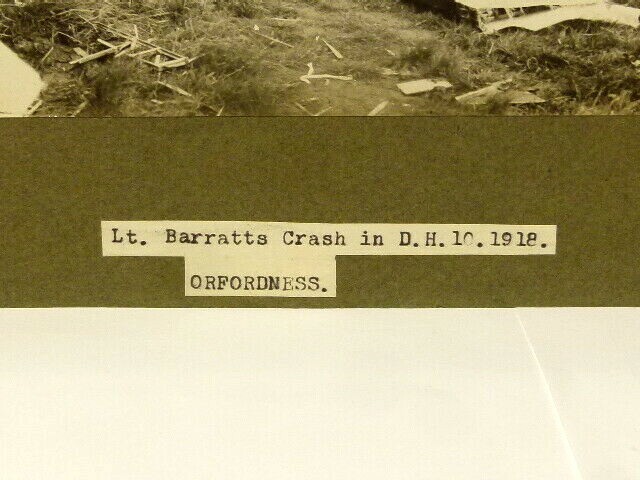 Lt. Barratts Crash in D.H.10.1918.
ORFORDNESS.